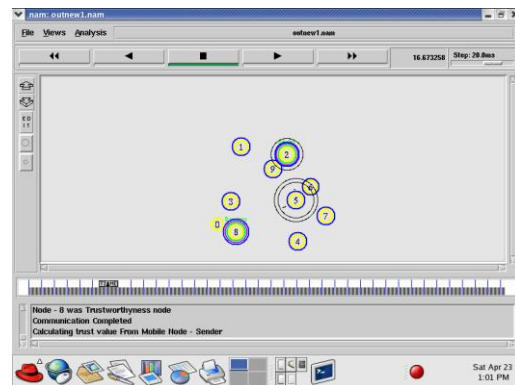 nam: outnew1.nam
File Views Analysis outnew1.nam
16.673258 Step: 20.0ms
1
2
9
6
3
5
7
0
8
4
Node - 8 was Trustworthyness node
Communication Completed
Calculating trust value From Mobile Node - Sender
Sat Apr 23
1:01 PM